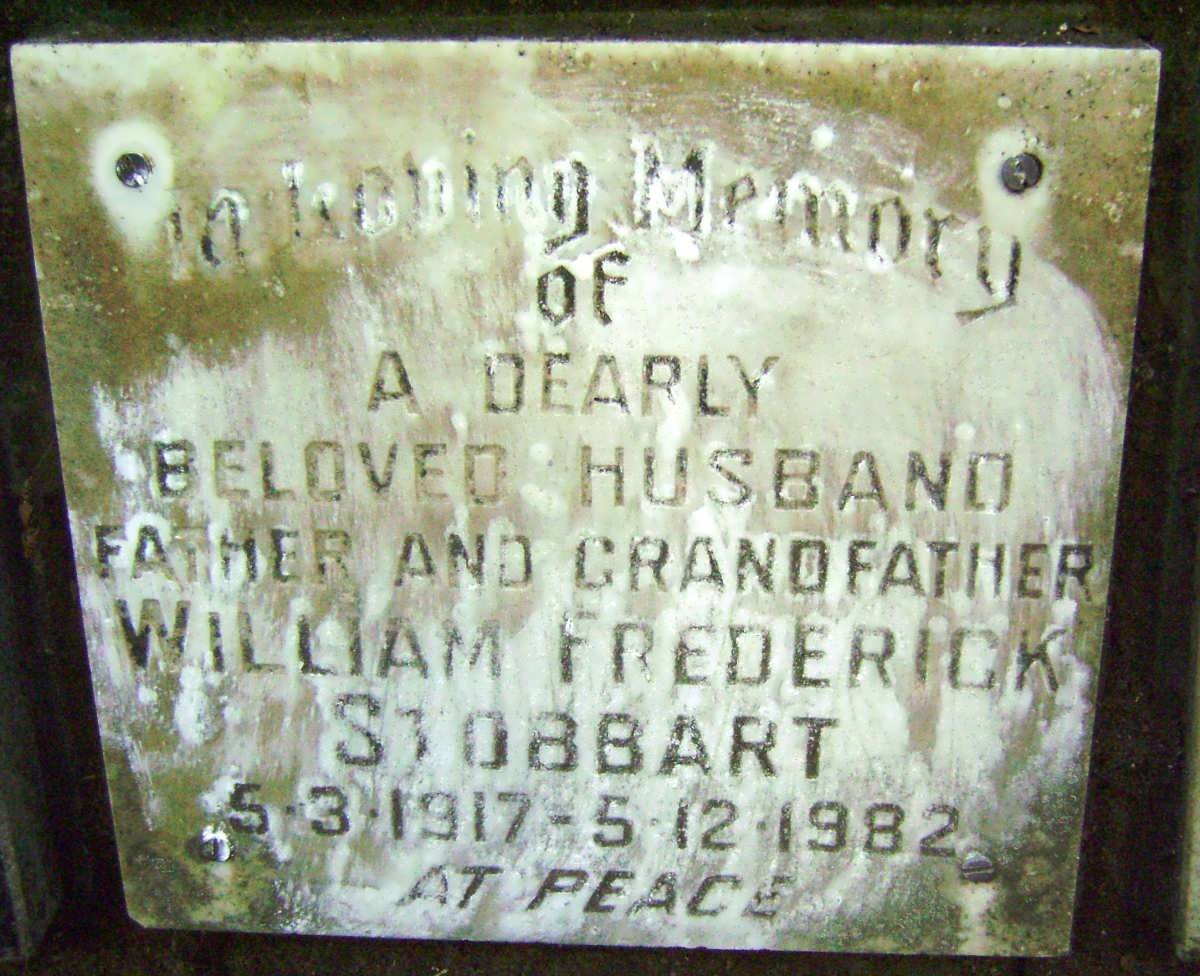 In Loving Memory
of
A DEARLY
BELOVED HUSBAND
FATHER AND GRANDFATHER
WILLIAM FREDERICK
STOBBART
5·3·1917-5·12·1982
AT PEACE